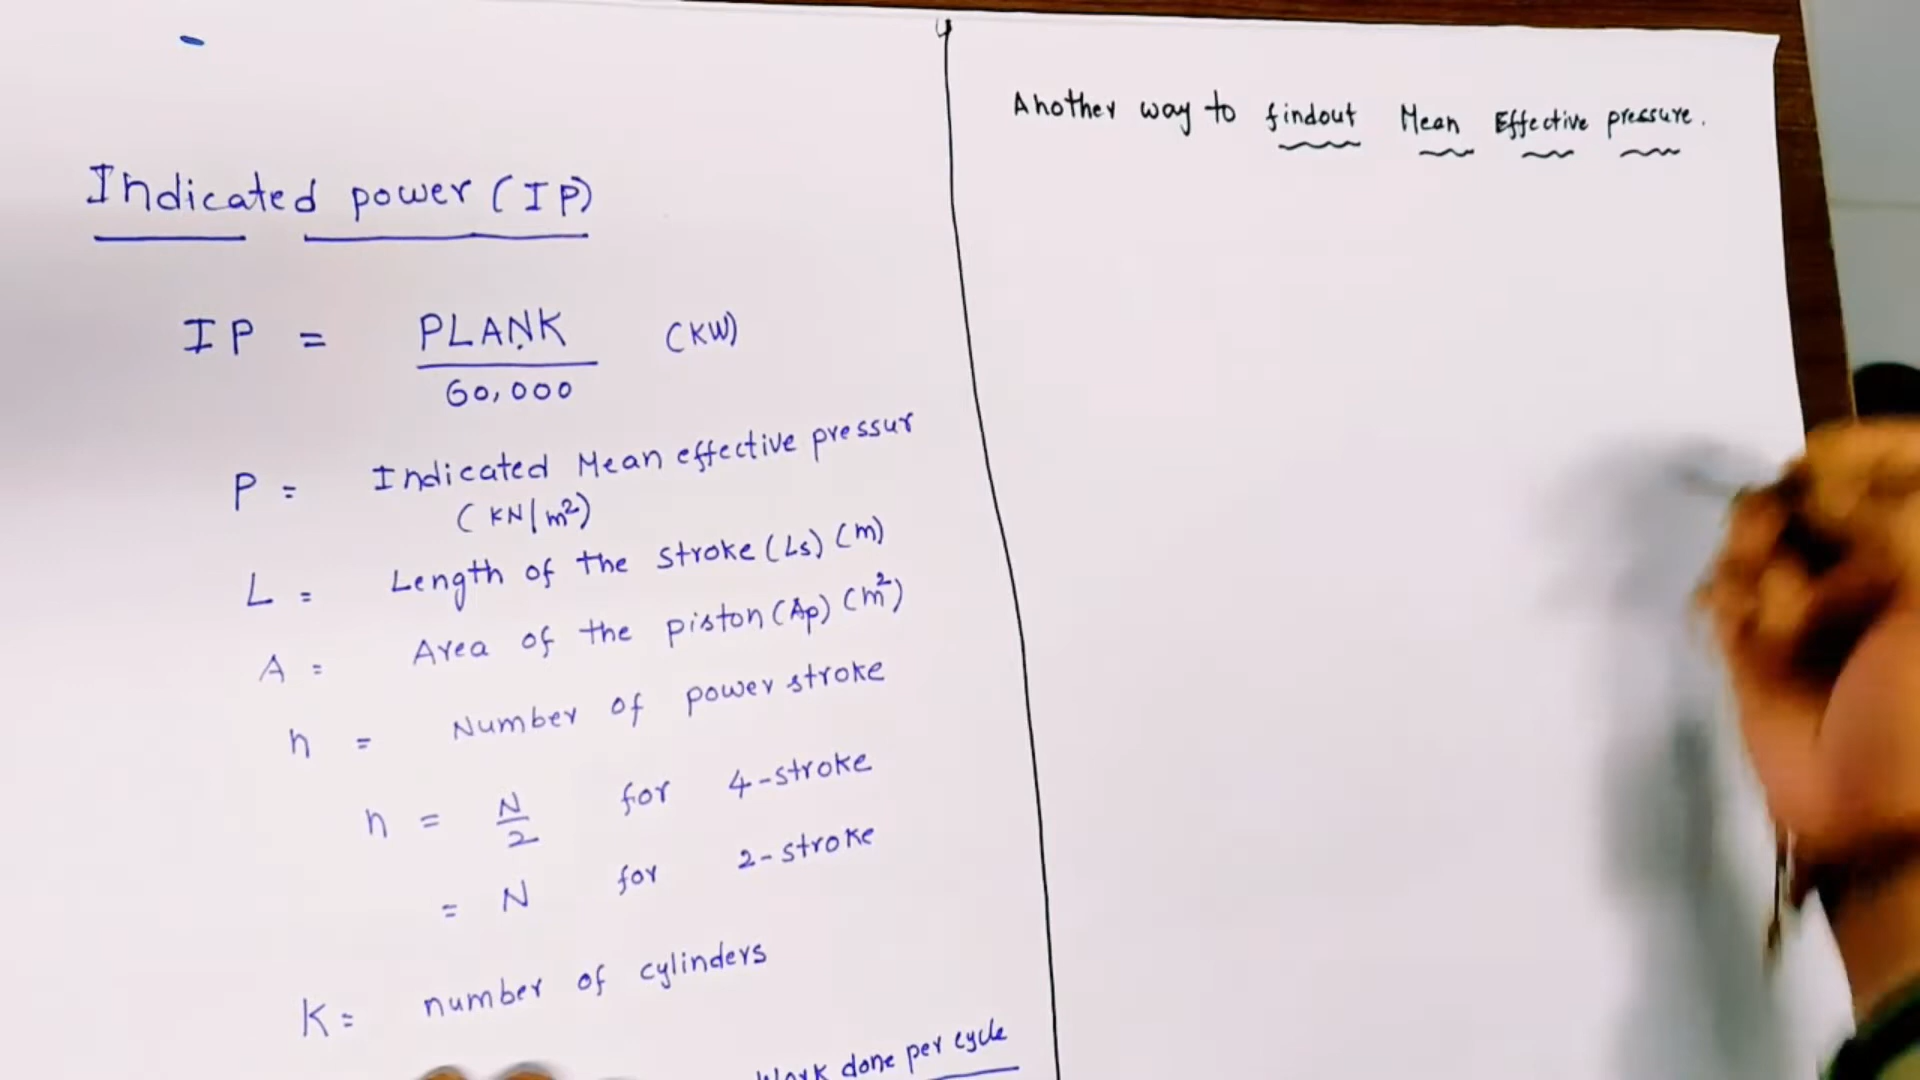 Indicated power (IP)
IP = PLANK (KW)
60,000
P = Indicated Mean effective pressur
(KN/m²)
L = Length of the stroke (Ls) (m)
A = Area of the piston (Ap) (m²)
n = Number of power stroke
n = N/2 for 4-stroke
= N for 2-stroke
K = number of cylinders
Work done per cycle
Another way to findout Mean Effective pressure.